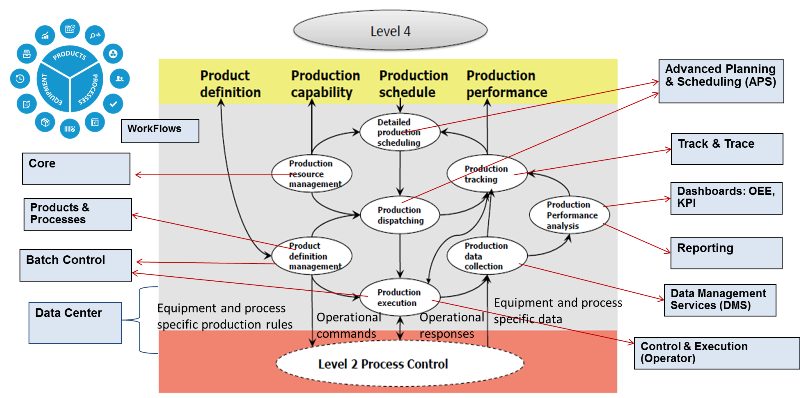 Level 4
PRODUCTS
EQUIPMENT
PROCESSES
WorkFlows
Core
Products &
Processes
Batch Control
Data Center
Product
definition
Production
capability
Production
schedule
Production
performance
Detailed
production
scheduling
Production
resource
management
Production
tracking
Production
dispatching
Production
Performance
analysis
Product
definition
management
Production
data
collection
Production
execution
Equipment and process
specific production rules
Operational
commands
Operational
responses
Equipment and process
specific data
Level 2 Process Control
Advanced Planning
& Scheduling (APS)
Track & Trace
Dashboards: OEE,
KPI
Reporting
Data Management
Services (DMS)
Control & Execution
(Operator)